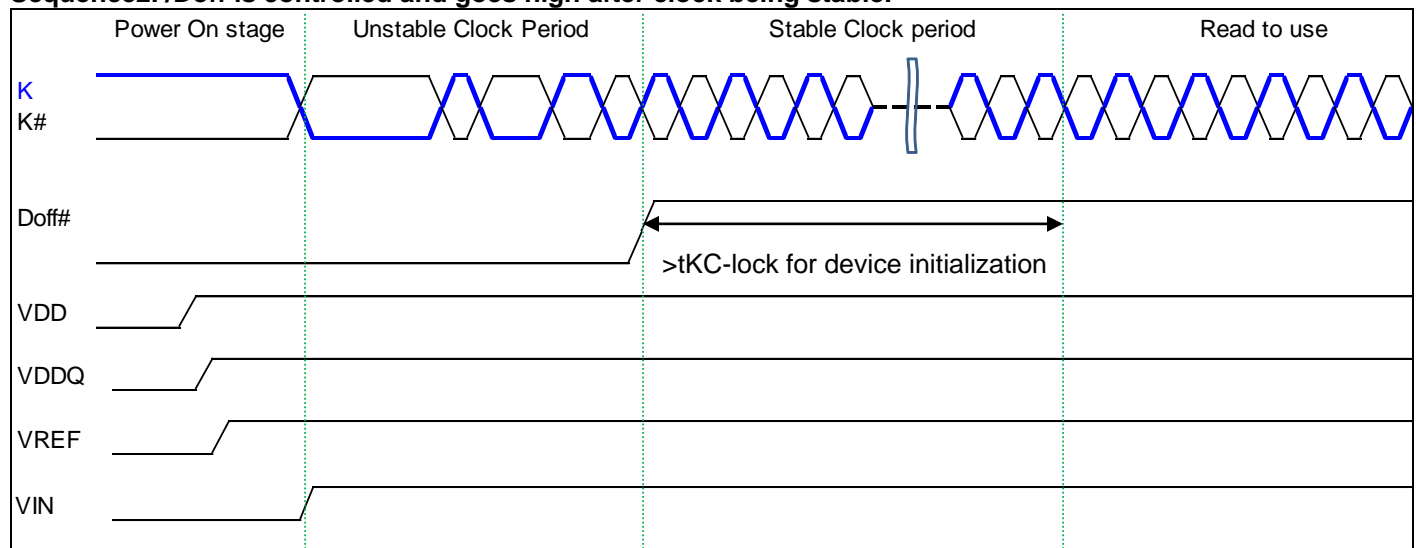 Sequence2. /Doff is controlled and goes high after clock being stable.
Power On stage Unstable Clock Period Stable Clock period Read to use
K
K#
Doff#
>tKC-lock for device initialization
VDD
VDDQ
VREF
VIN